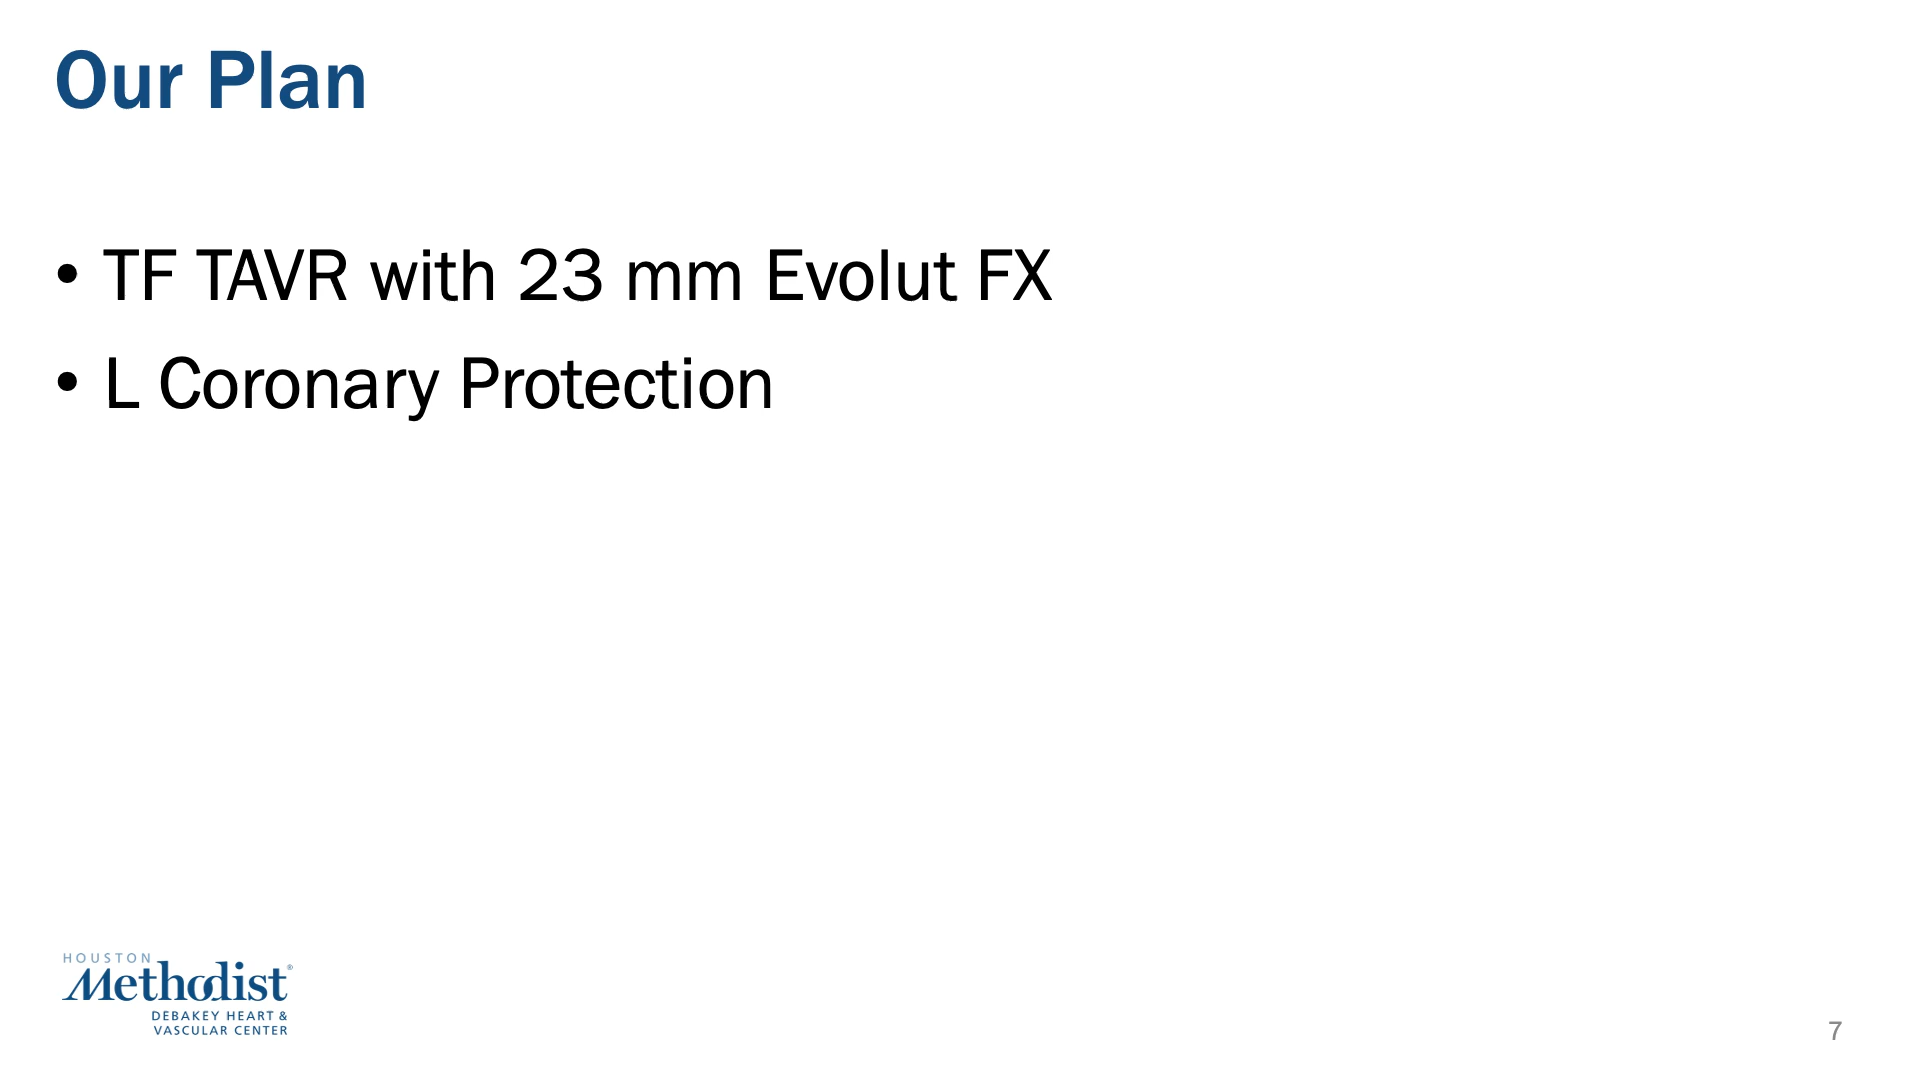 Our Plan
• TF TAVR with 23 mm Evolut FX
• L Coronary Protection
HOUSTON
Methodist®
DEBAKEY HEART &
VASCULAR CENTER
7